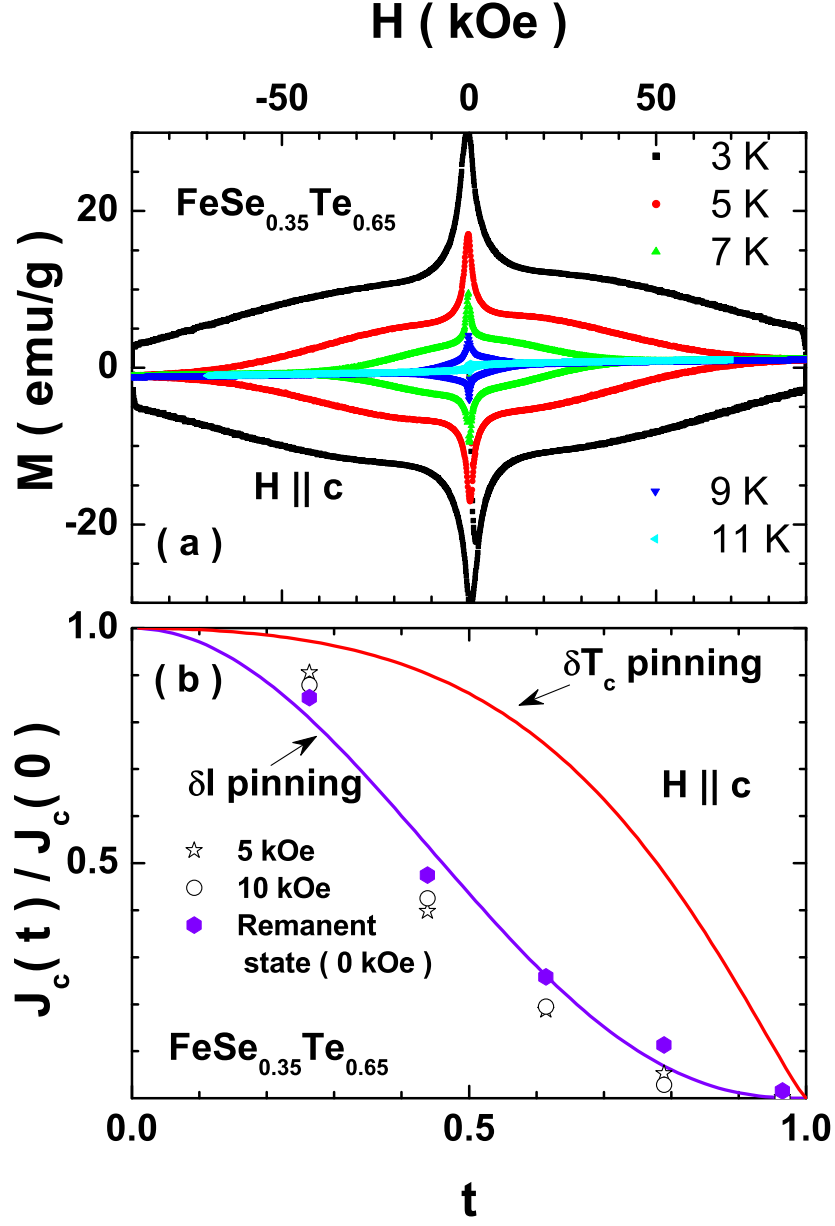 H ( kOe )
-50 0 50
M ( emu/g )
20
0
-20
FeSe0.35Te0.65
3 K
5 K
7 K
H || c
9 K
11 K
( a )
Jc( t ) / Jc( 0 )
1.0
0.5
( b )
δTc pinning
δl pinning
H || c
5 kOe
10 kOe
Remanent
state ( 0 kOe )
FeSe0.35Te0.65
0.0 0.5 1.0
t